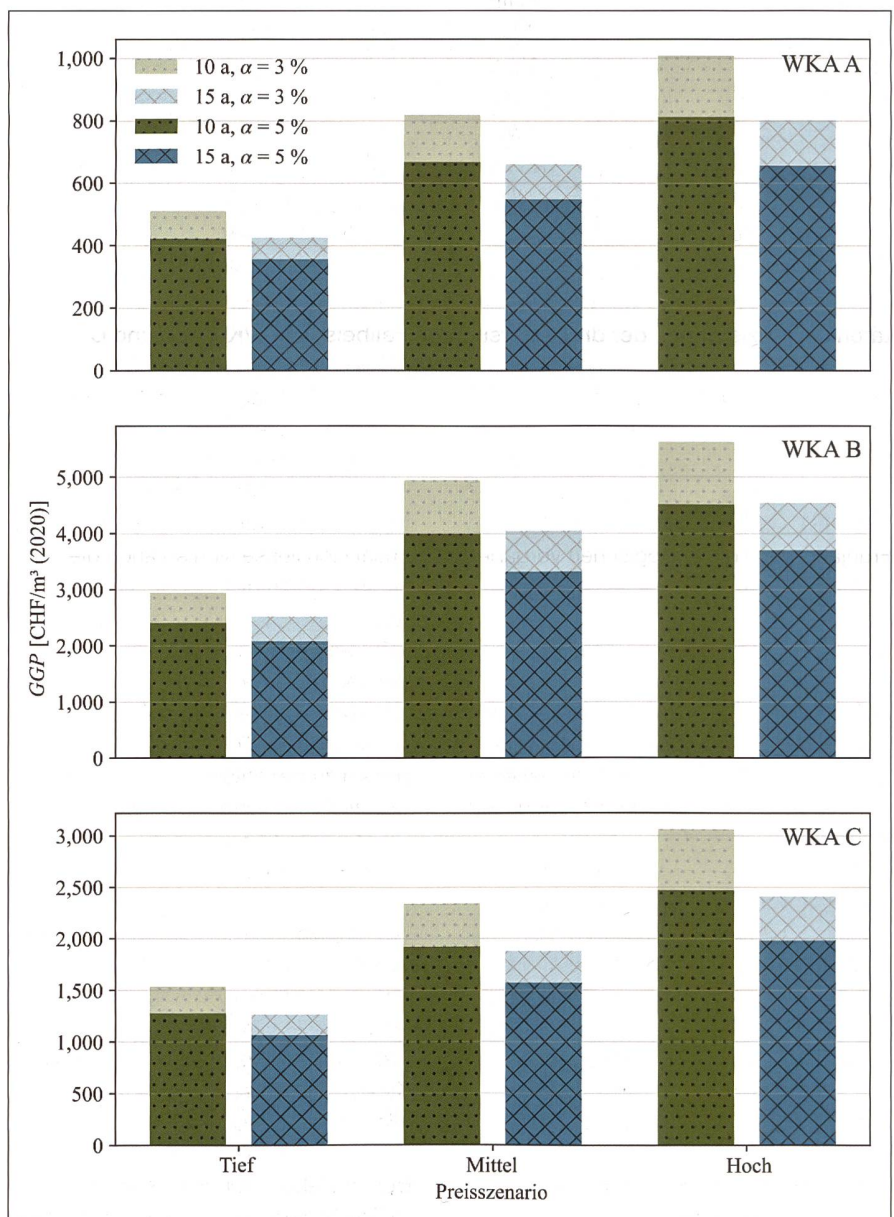 1,000
800
600
400
200
0
10 a, α = 3 %
15 a, α = 3 %
10 a, α = 5 %
15 a, α = 5 %
WKA A
GGP [CHF/m³ (2020)]
5,000
4,000
3,000
2,000
1,000
0
WKA B
3,000
2,500
2,000
1,500
1,000
500
0
WKA C
Tief Mittel Hoch
Preisszenario